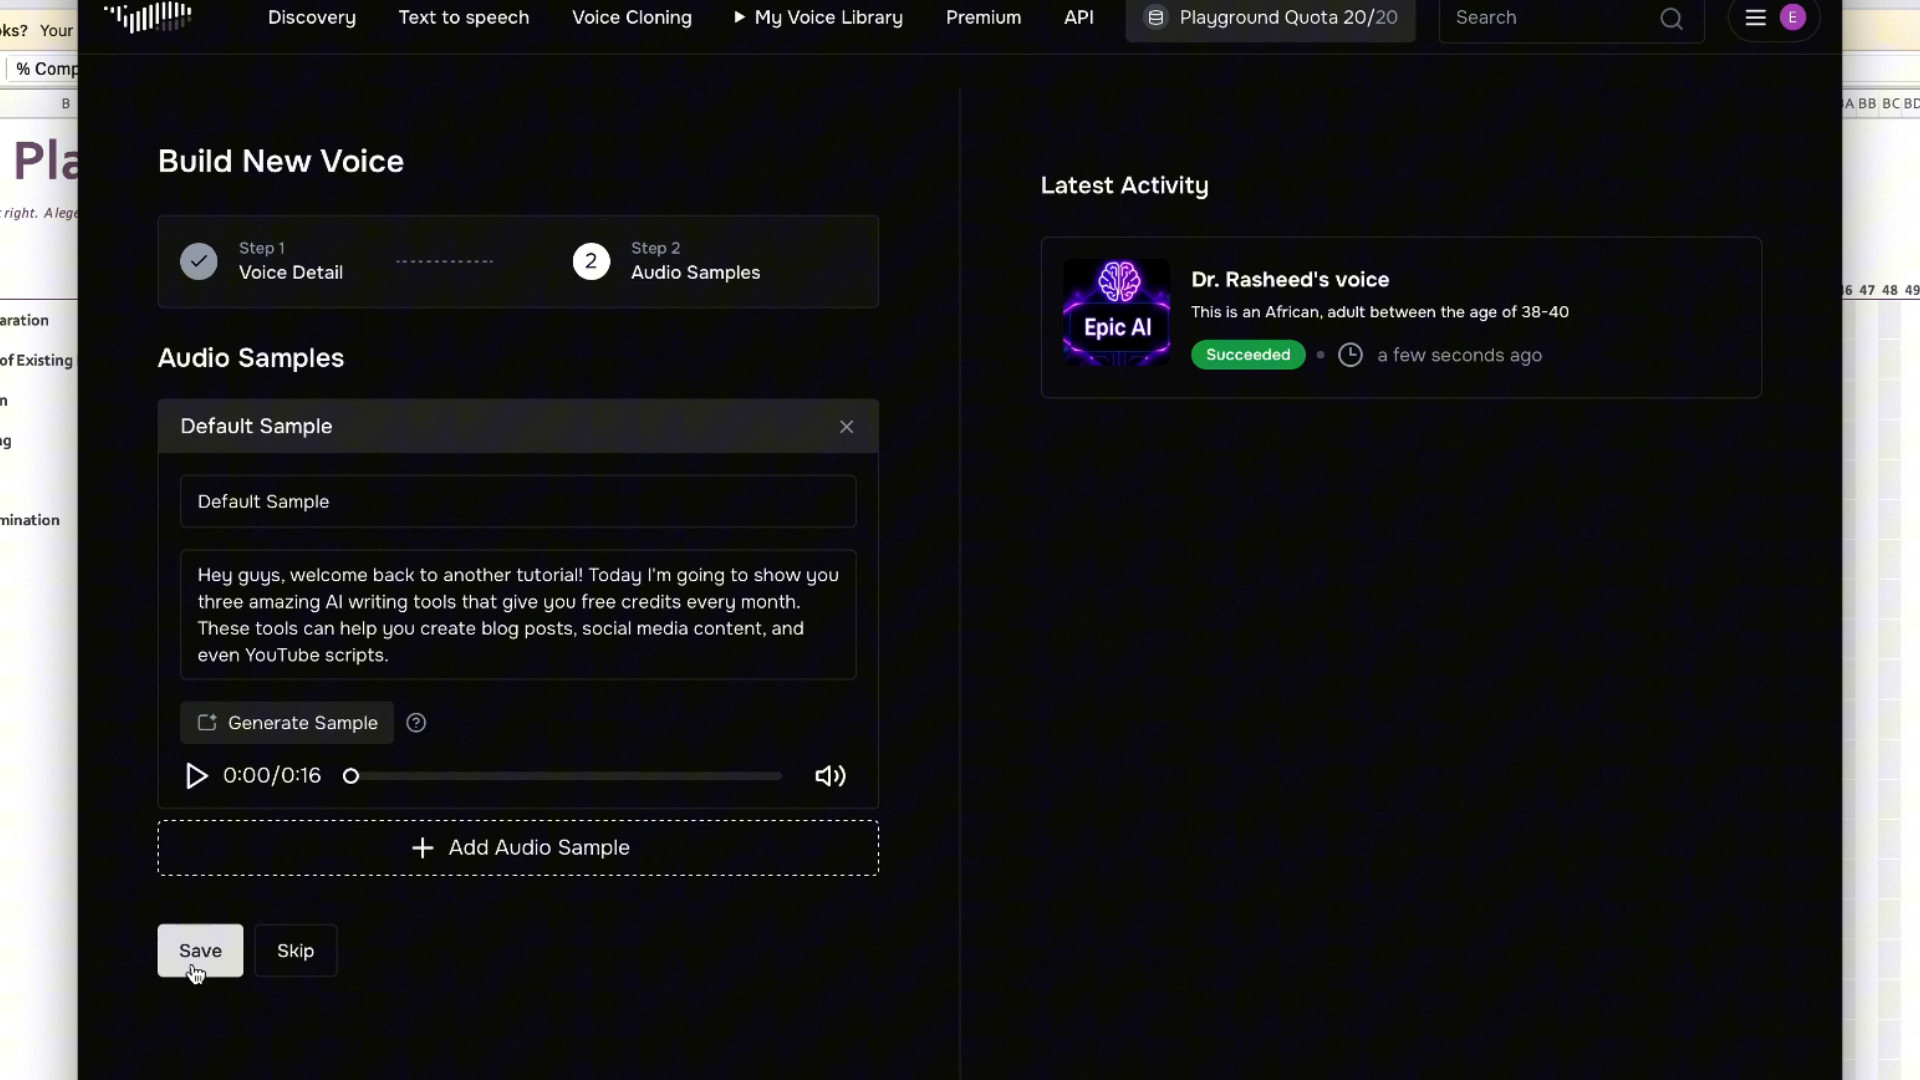 Discovery
Text to speech
Voice Cloning
My Voice Library
Premium
API
Playground Quota 20/20
Search
E
Your
% Comp
B
BB BC BD
Pla
right. A lege
47 48 49
aration
of Existing
mination
Build New Voice
Step 1
Voice Detail
2
Step 2
Audio Samples
Audio Samples
Default Sample
Default Sample
Hey guys, welcome back to another tutorial! Today I'm going to show you
three amazing AI writing tools that give you free credits every month.
These tools can help you create blog posts, social media content, and
even YouTube scripts.
Generate Sample
?
0:00/0:16
+ Add Audio Sample
Save
Skip
Latest Activity
Epic AI
Dr. Rasheed's voice
This is an African, adult between the age of 38-40
Succeeded
a few seconds ago